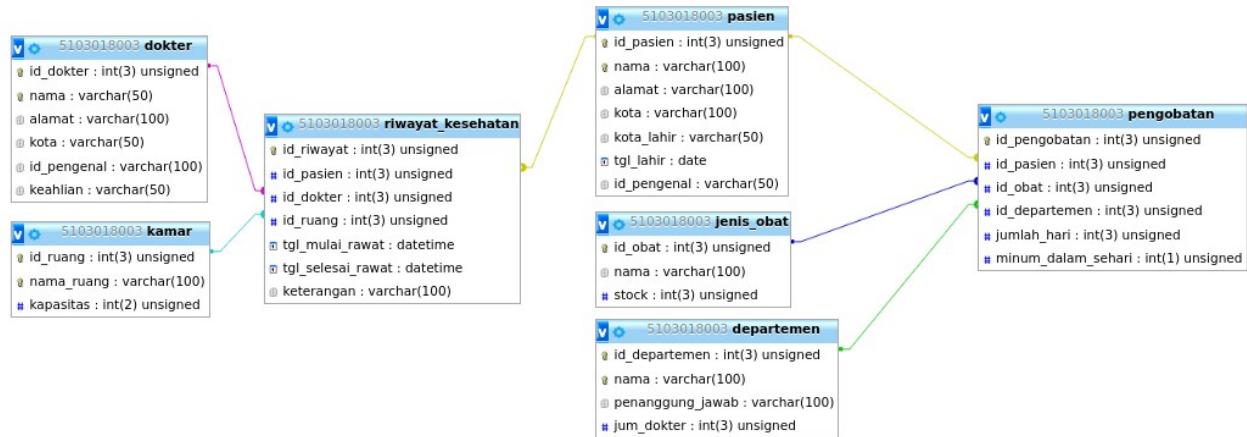 5103018003 dokter
id_dokter : int(3) unsigned
nama : varchar(50)
alamat : varchar(100)
kota : varchar(50)
id_pengenal : varchar(100)
keahlian : varchar(50)
5103018003 kamar
id_ruang : int(3) unsigned
nama_ruang : varchar(100)
kapasitas : int(2) unsigned
5103018003 riwayat_kesehatan
id_riwayat : int(3) unsigned
id_pasien : int(3) unsigned
id_dokter : int(3) unsigned
id_ruang : int(3) unsigned
tgl_mulai_rawat : datetime
tgl_selesai_rawat : datetime
keterangan : varchar(100)
5103018003 pasien
id_pasien : int(3) unsigned
nama : varchar(100)
alamat : varchar(100)
kota : varchar(100)
kota_lahir : varchar(50)
tgl_lahir : date
id_pengenal : varchar(50)
5103018003 jenis_obat
id_obat : int(3) unsigned
nama : varchar(100)
stock : int(3) unsigned
5103018003 departemen
id_departemen : int(3) unsigned
nama : varchar(100)
penanggung_jawab : varchar(100)
jum_dokter : int(3) unsigned
5103018003 pengobatan
id_pengobatan : int(3) unsigned
id_pasien : int(3) unsigned
id_obat : int(3) unsigned
id_departemen : int(3) unsigned
jumlah_hari : int(3) unsigned
minum_dalam_sehari : int(1) unsigned